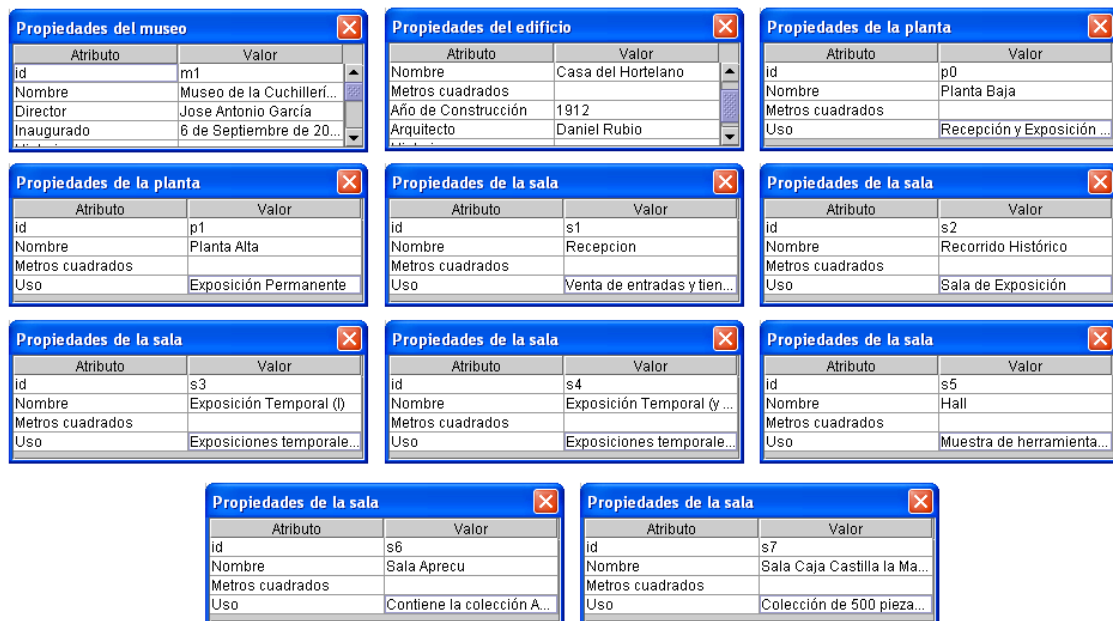 Propiedades del museo
Atributo Valor
id m1
Nombre Museo de la Cuchillerí...
Director Jose Antonio García
Inaugurado 6 de Septiembre de 20...
Propiedades del edificio
Atributo Valor
Nombre Casa del Hortelano
Metros cuadrados
Año de Construcción 1912
Arquitecto Daniel Rubio
Propiedades de la planta
Atributo Valor
id p0
Nombre Planta Baja
Metros cuadrados
Uso Recepción y Exposición ...
Propiedades de la planta
Atributo Valor
id p1
Nombre Planta Alta
Metros cuadrados
Uso Exposición Permanente
Propiedades de la sala
Atributo Valor
id s1
Nombre Recepcion
Metros cuadrados
Uso Venta de entradas y tien...
Propiedades de la sala
Atributo Valor
id s2
Nombre Recorrido Histórico
Metros cuadrados
Uso Sala de Exposición
Propiedades de la sala
Atributo Valor
id s3
Nombre Exposición Temporal (I)
Metros cuadrados
Uso Exposiciones temporale...
Propiedades de la sala
Atributo Valor
id s4
Nombre Exposición Temporal (y ...
Metros cuadrados
Uso Exposiciones temporale...
Propiedades de la sala
Atributo Valor
id s5
Nombre Hall
Metros cuadrados
Uso Muestra de herramienta...
Propiedades de la sala
Atributo Valor
id s6
Nombre Sala Aprecu
Metros cuadrados
Uso Contiene la colección A...
Propiedades de la sala
Atributo Valor
id s7
Nombre Sala Caja Castilla la Ma...
Metros cuadrados
Uso Colección de 500 pieza...